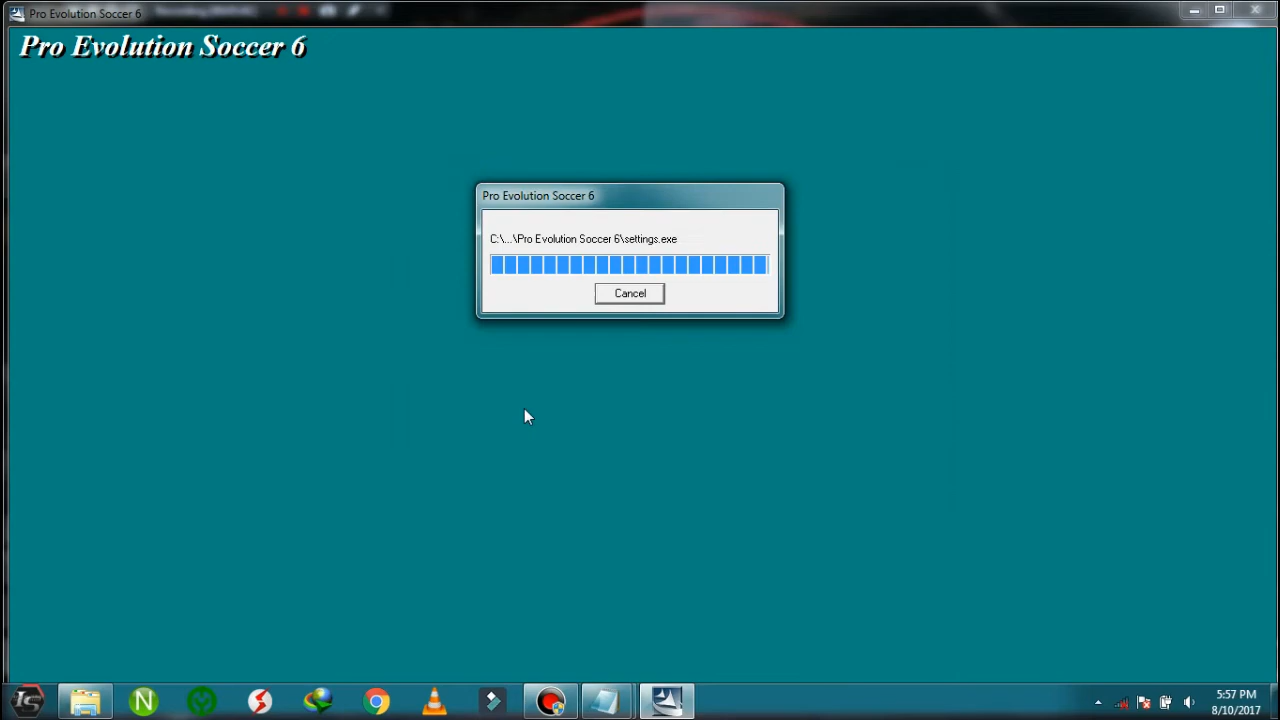 Pro Evolution Soccer 6
Pro Evolution Soccer 6
Pro Evolution Soccer 6
C:\...\Pro Evolution Soccer 6\settings.exe
Cancel
5:57 PM
8/10/2017